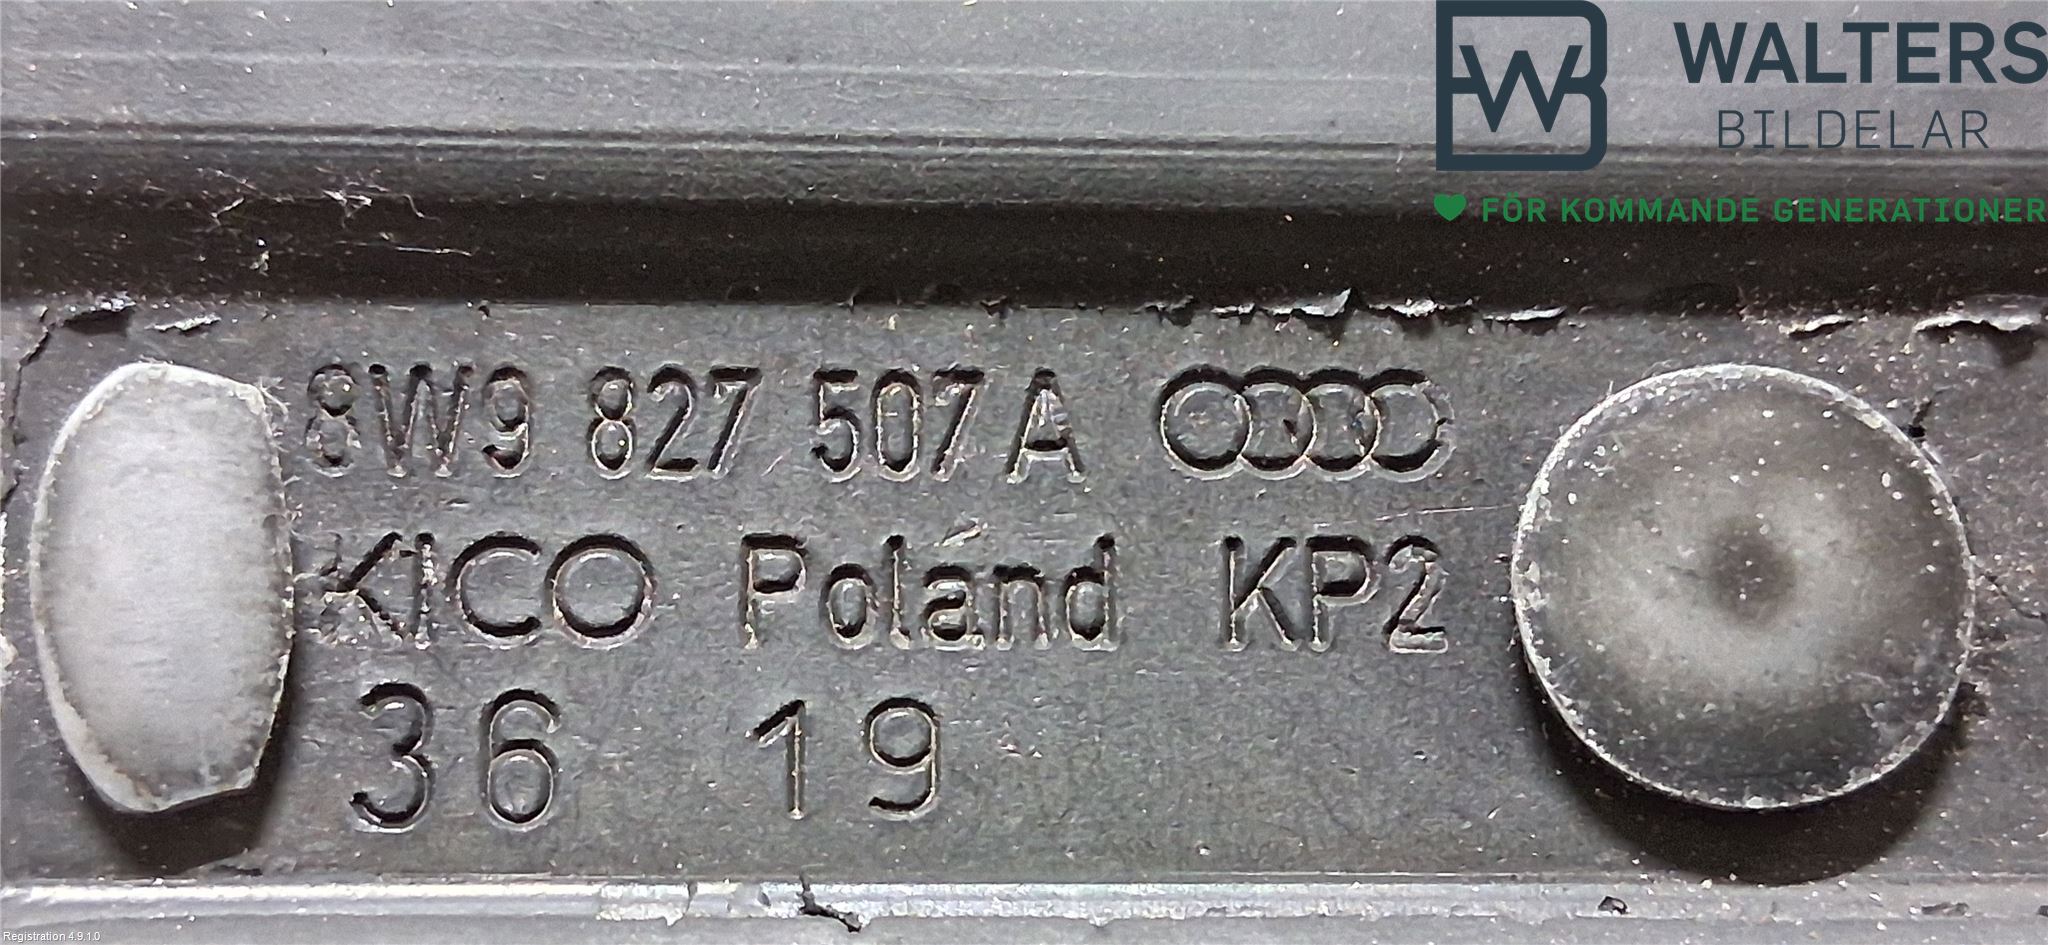 WALTERS
BILDELAR
FÖR KOMMANDE GENERATIONER
8W9 827 507 A
KICO Poland KP2
36 19
Registration 4.9.1.0